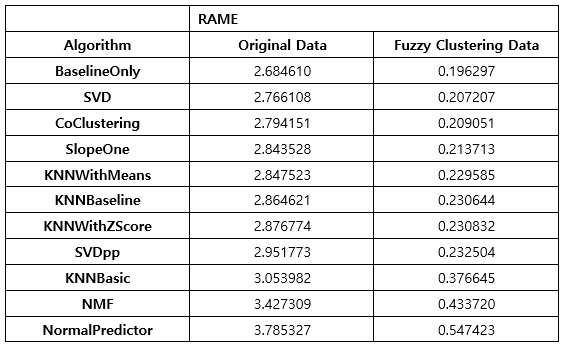 RAME
Algorithm Original Data Fuzzy Clustering Data
BaselineOnly 2.684610 0.196297
SVD 2.766108 0.207207
CoClustering 2.794151 0.209051
SlopeOne 2.843528 0.213713
KNNWithMeans 2.847523 0.229585
KNNBaseline 2.864621 0.230644
KNNWithZScore 2.876774 0.230832
SVDpp 2.951773 0.232504
KNNBasic 3.053982 0.376645
NMF 3.427309 0.433720
NormalPredictor 3.785327 0.547423